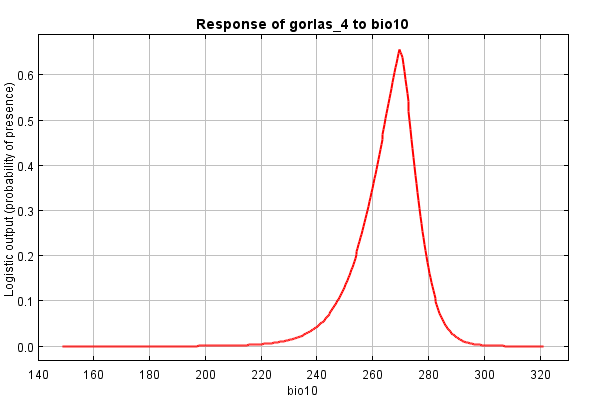 Response of gorlas_4 to bio10
Logistic output (probability of presence)
0.6
0.5
0.4
0.3
0.2
0.1
0.0
140 160 180 200 220 240 260 280 300 320
bio10